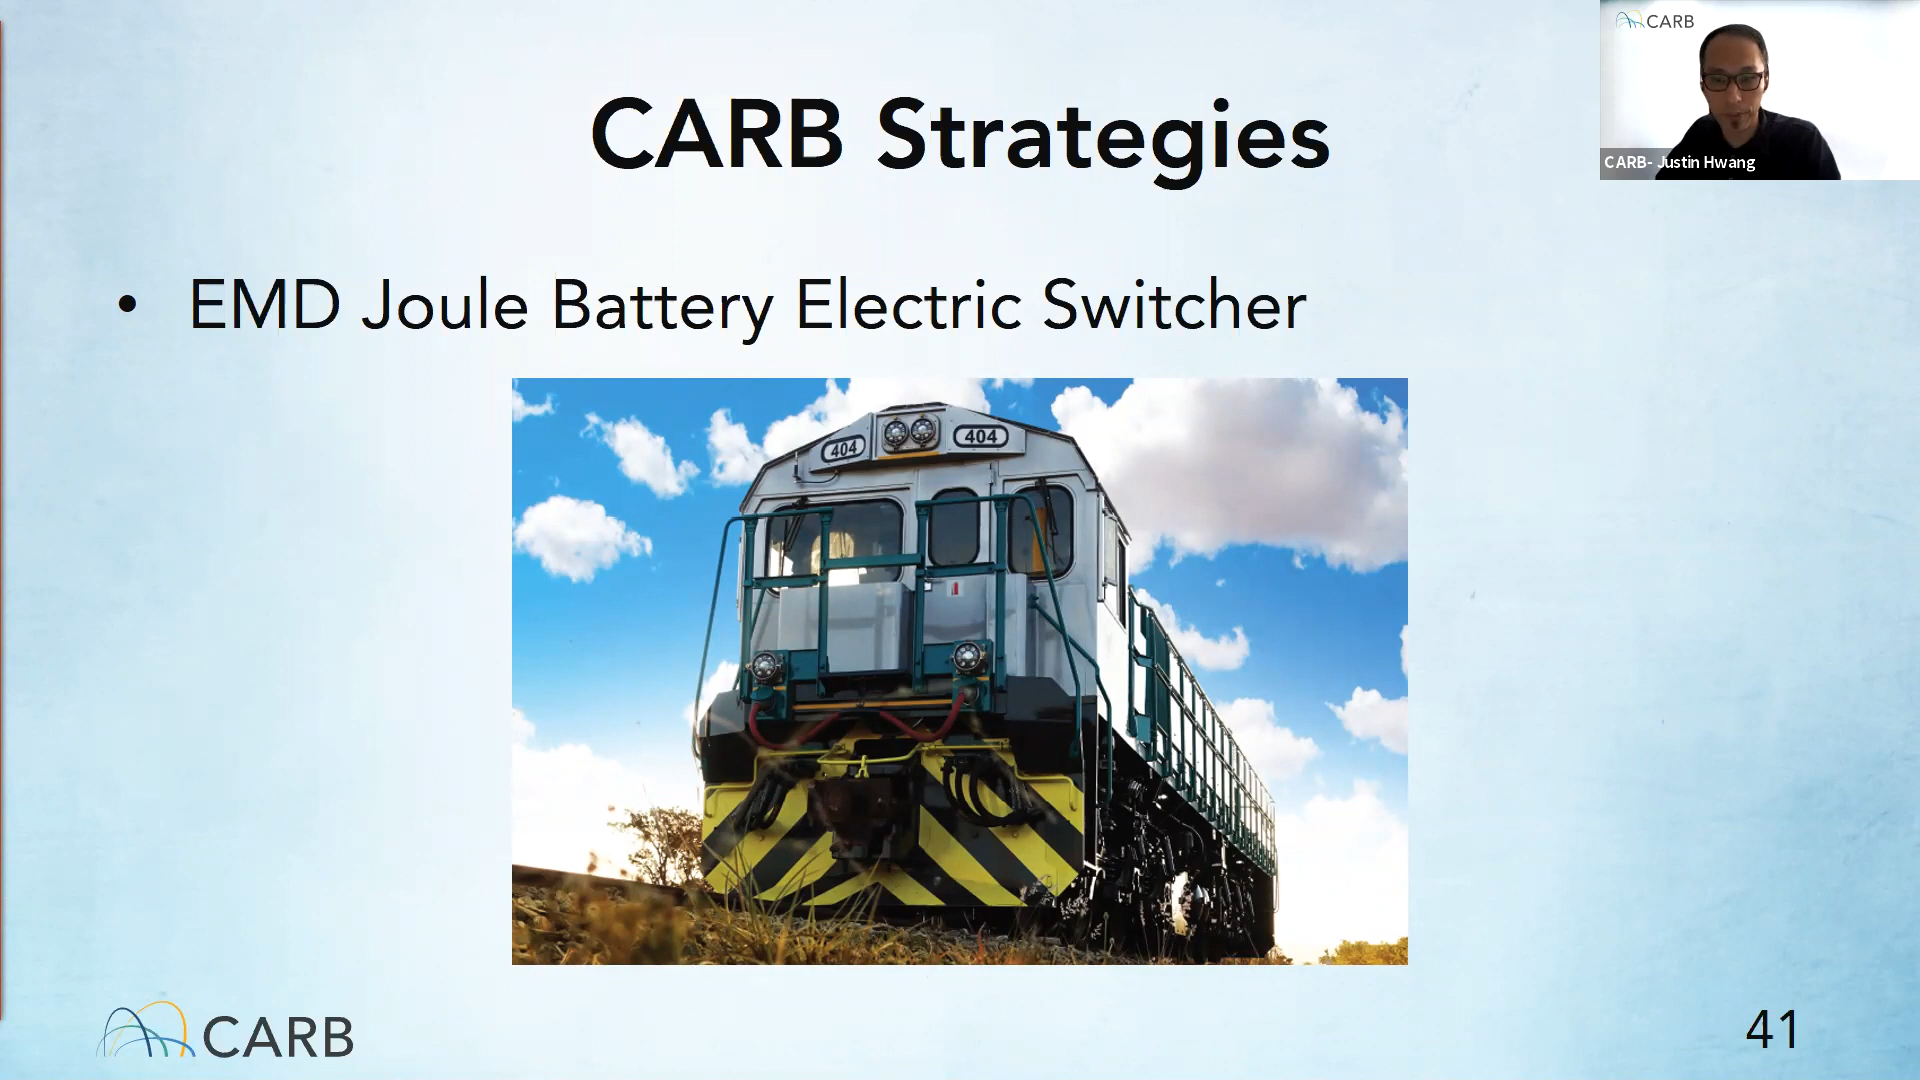 CARB
CARB- Justin Hwang
CARB Strategies
• EMD Joule Battery Electric Switcher
404
404
CARB
41